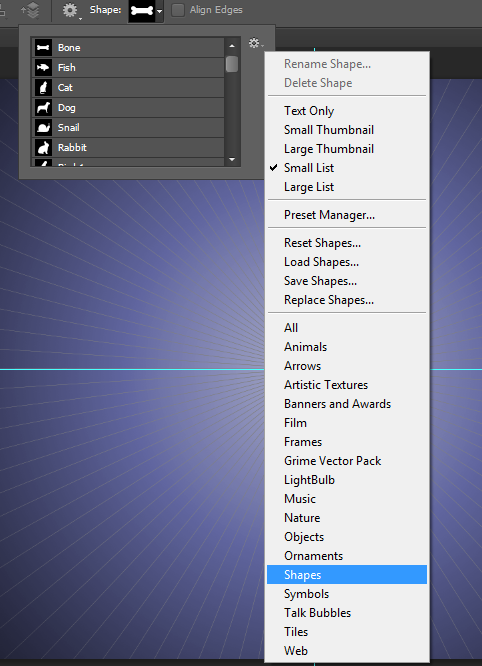 Shape:
Align Edges
Bone
Fish
Cat
Dog
Snail
Rabbit
Rename Shape...
Delete Shape
Text Only
Small Thumbnail
Large Thumbnail
Small List
Large List
Preset Manager...
Reset Shapes...
Load Shapes...
Save Shapes...
Replace Shapes...
All
Animals
Arrows
Artistic Textures
Banners and Awards
Film
Frames
Grime Vector Pack
LightBulb
Music
Nature
Objects
Ornaments
Shapes
Symbols
Talk Bubbles
Tiles
Web